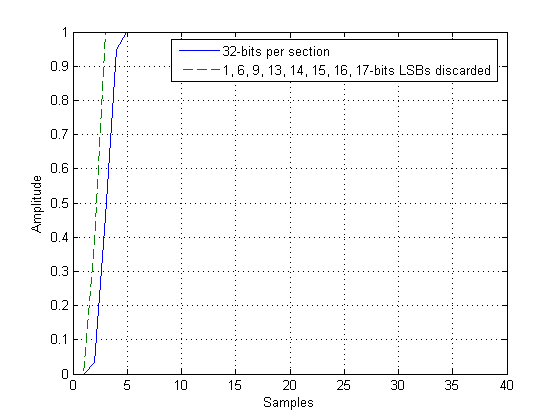 32-bits per section
1, 6, 9, 13, 14, 15, 16, 17-bits LSBs discarded
1
0.9
0.8
0.7
0.6
0.5
0.4
0.3
0.2
0.1
0
Amplitude
0 5 10 15 20 25 30 35 40
Samples